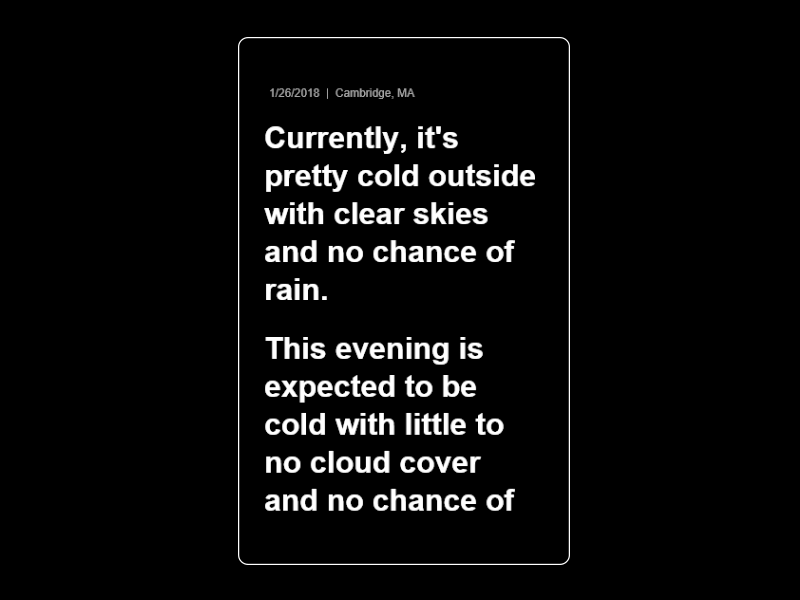 1/26/2018 | Cambridge, MA
Currently, it's
pretty cold outside
with clear skies
and no chance of
rain.
This evening is
expected to be
cold with little to
no cloud cover
and no chance of